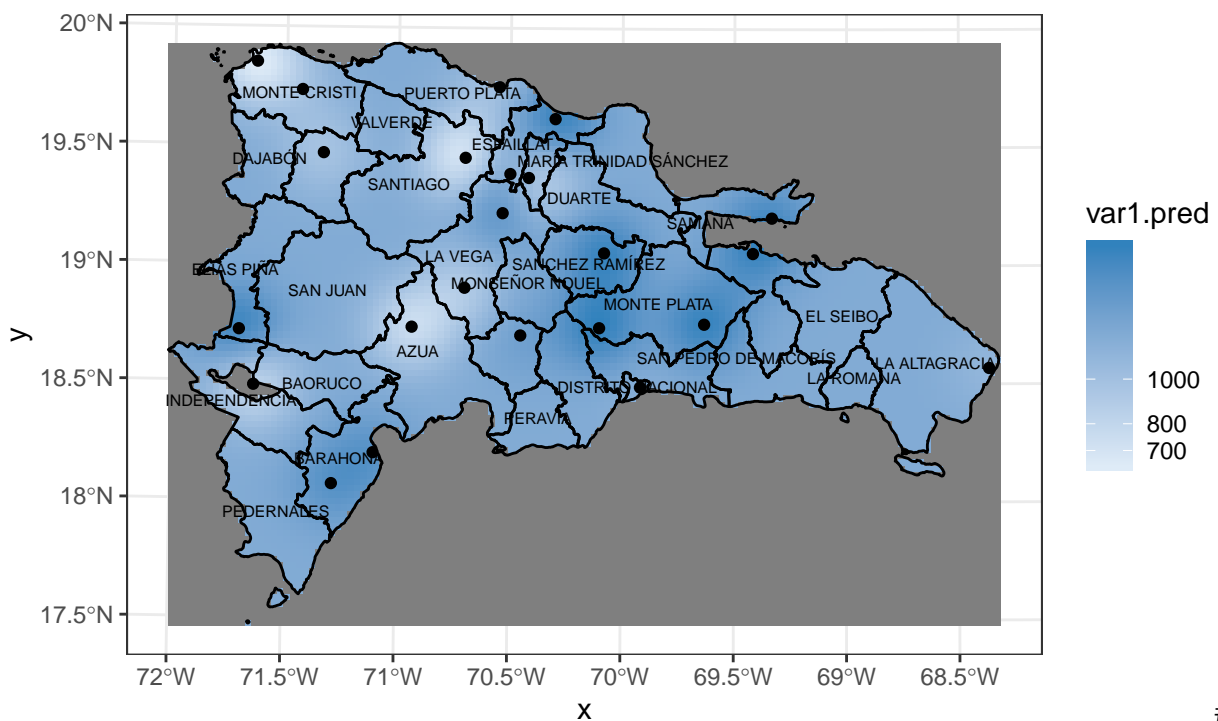 20°N
19.5°N
19°N
18.5°N
18°N
17.5°N
y
MONTE CRISTI
PUERTO PLATA
VALVERDE
ESPAILLAT
DAJABÓN
MARÍA TRINIDAD SÁNCHEZ
SANTIAGO
DUARTE
SAMANÁ
LA VEGA
ELÍAS PIÑA
SANCHEZ RAMÍREZ
SAN JUAN
MONSEÑOR NOUEL
MONTE PLATA
EL SEIBO
AZUA
SAN PEDRO DE MACORÍS
LA ALTAGRACIA
BAORUCO
LA ROMANA
DISTRITO NACIONAL
INDEPENDENCIA
PERAVIA
BARAHONA
PEDERNALES
72°W 71.5°W 71°W 70.5°W 70°W 69.5°W 69°W 68.5°W
x
var1.pred
1000
800
700